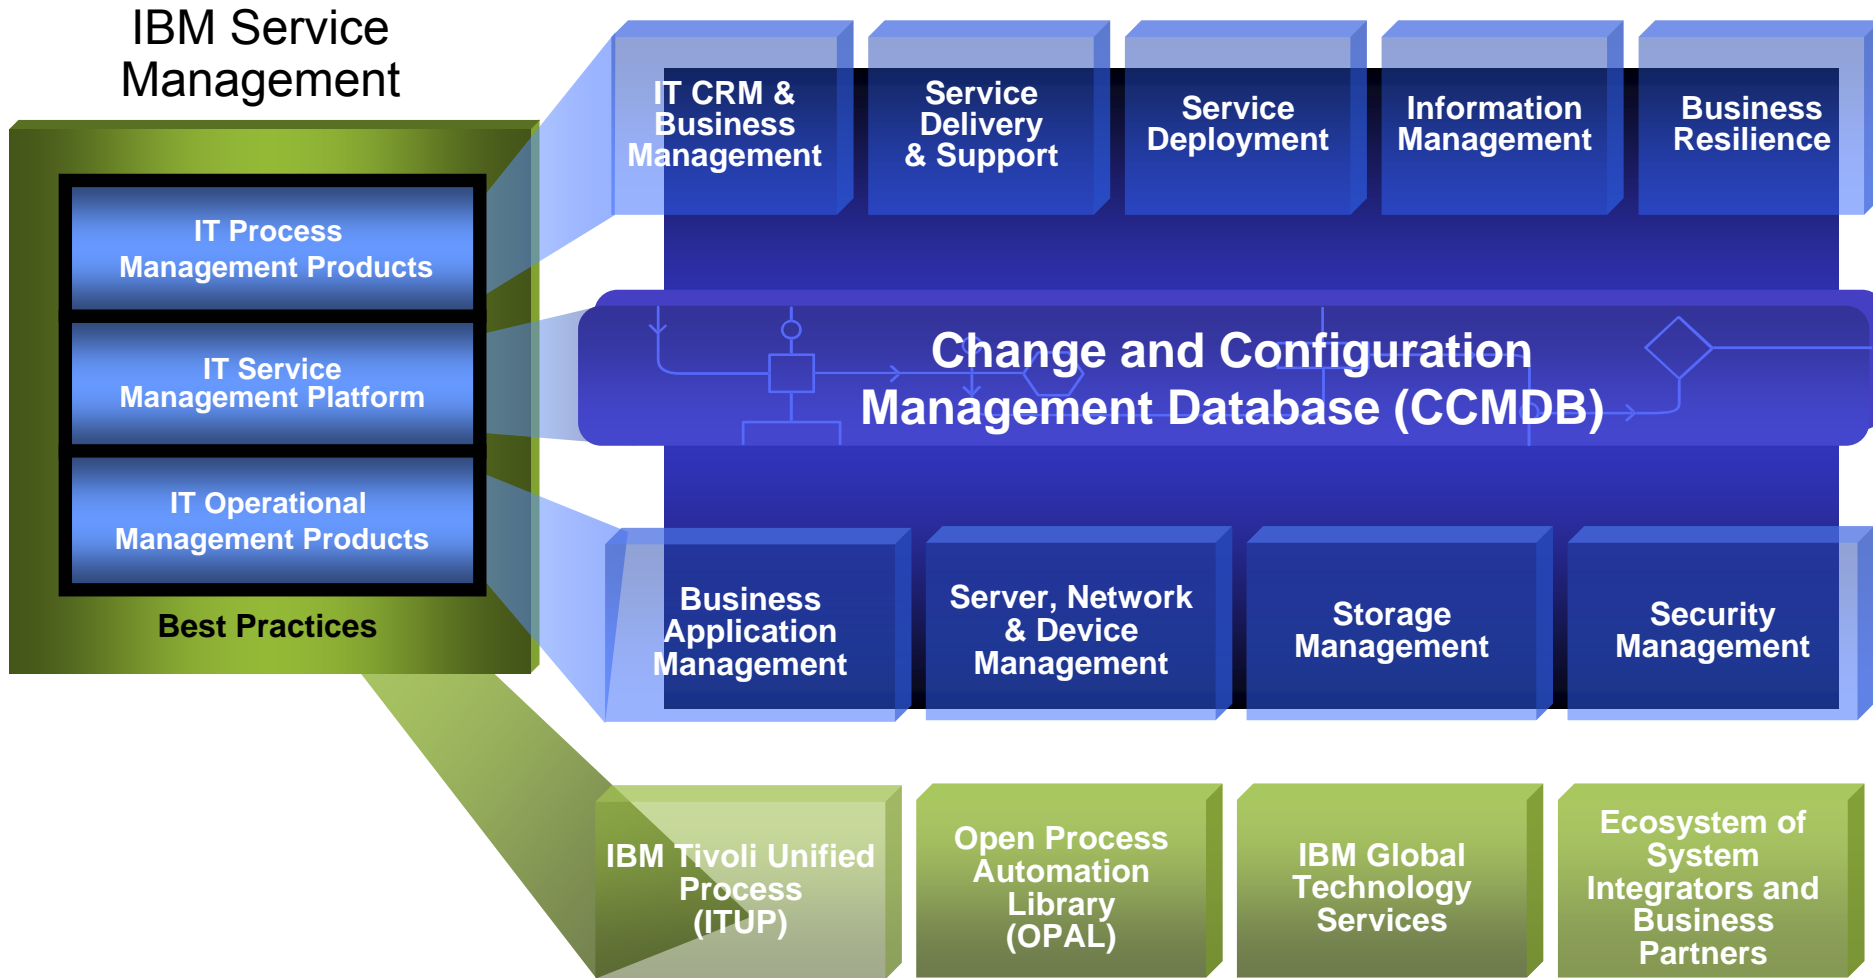 IBM Service
Management
IT Process
Management Products
IT Service
Management Platform
IT Operational
Management Products
Best Practices
IT CRM &
Business
Management
Service
Delivery
& Support
Service
Deployment
Information
Management
Business
Resilience
Change and Configuration
Management Database (CCMDB)
Business
Application
Management
Server, Network
& Device
Management
Storage
Management
Security
Management
IBM Tivoli Unified
Process
(ITUP)
Open Process
Automation
Library
(OPAL)
IBM Global
Technology
Services
Ecosystem of
System
Integrators and
Business
Partners